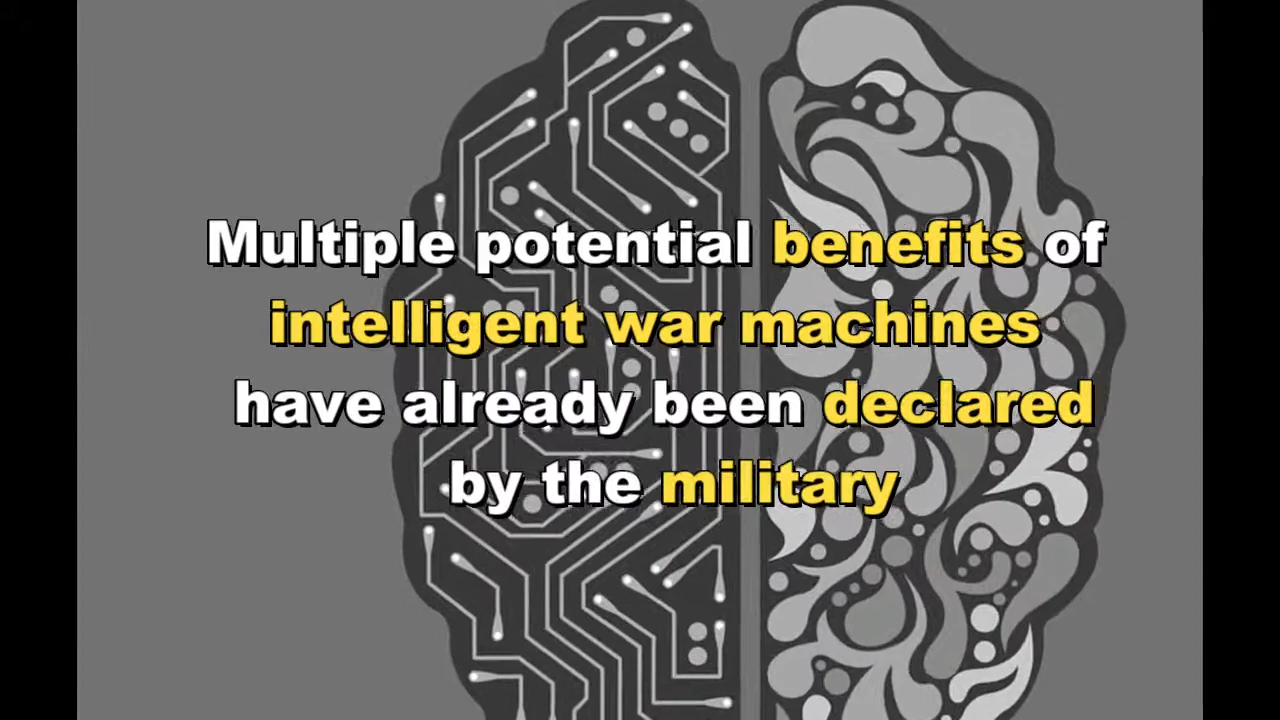 Multiple potential benefits of
intelligent war machines
have already been declared
by the military